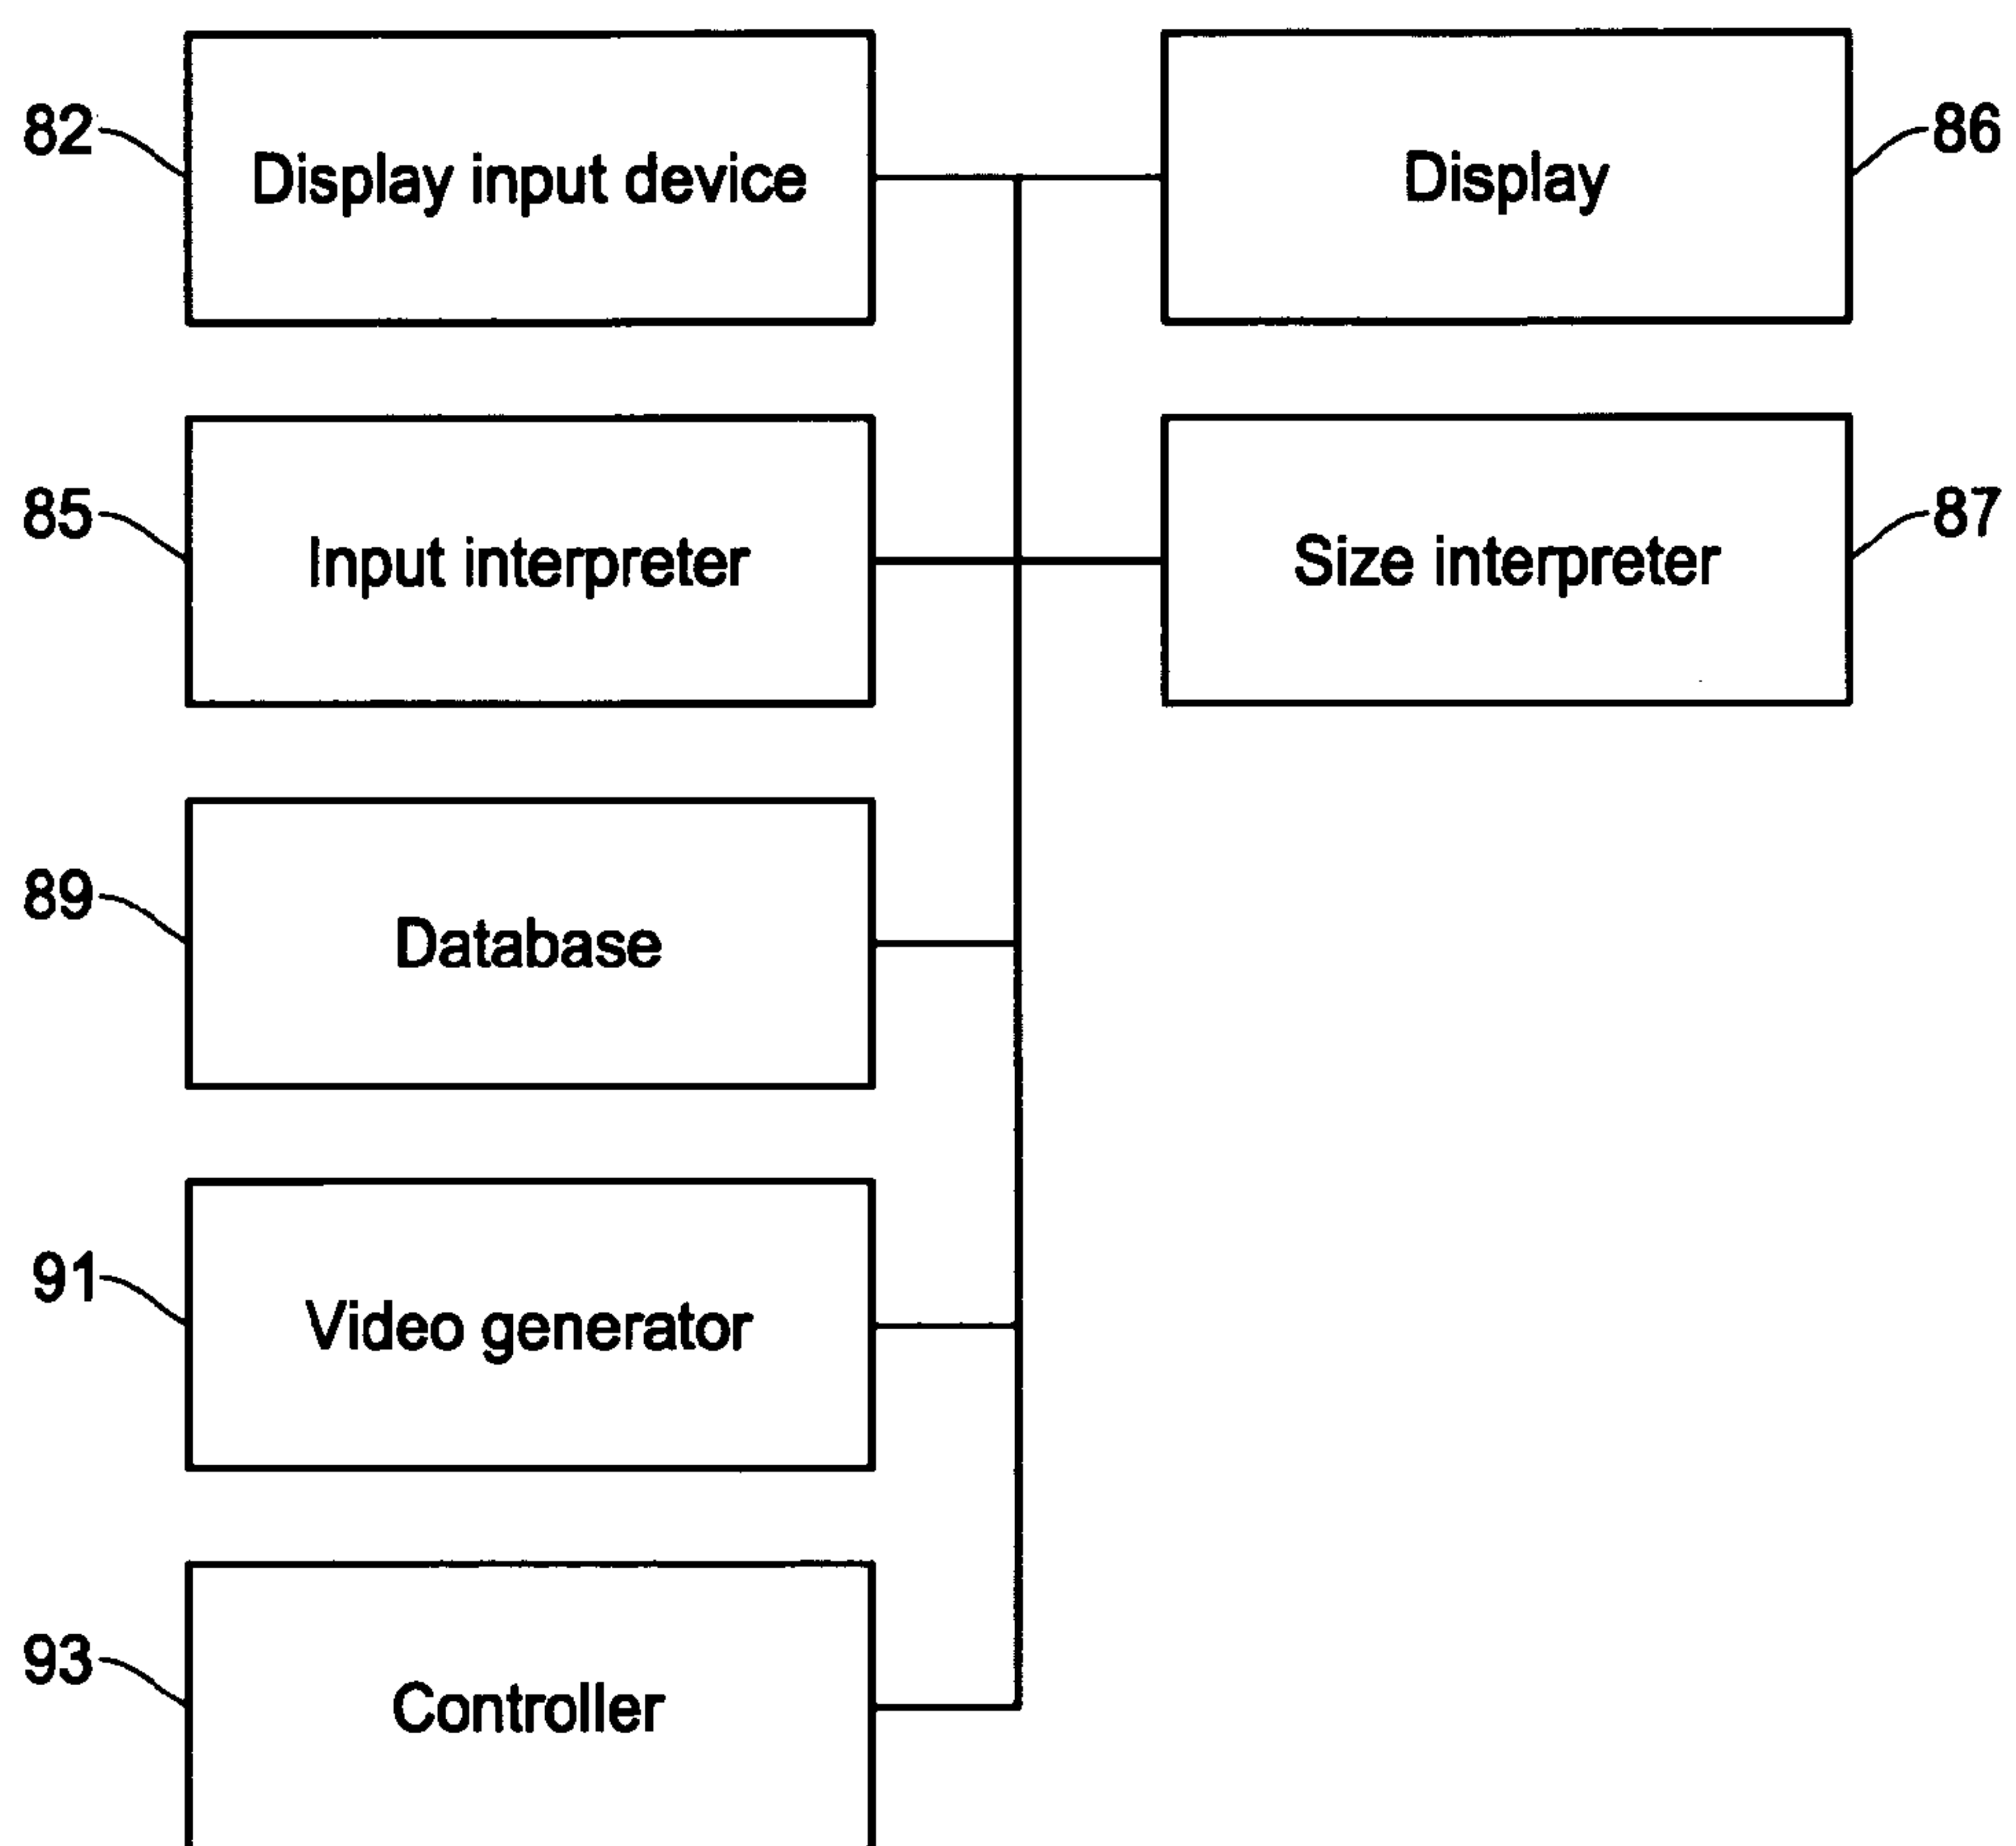 82
Display input device
Display
86
85
Input interpreter
Size interpreter
87
89
Database
91
Video generator
93
Controller